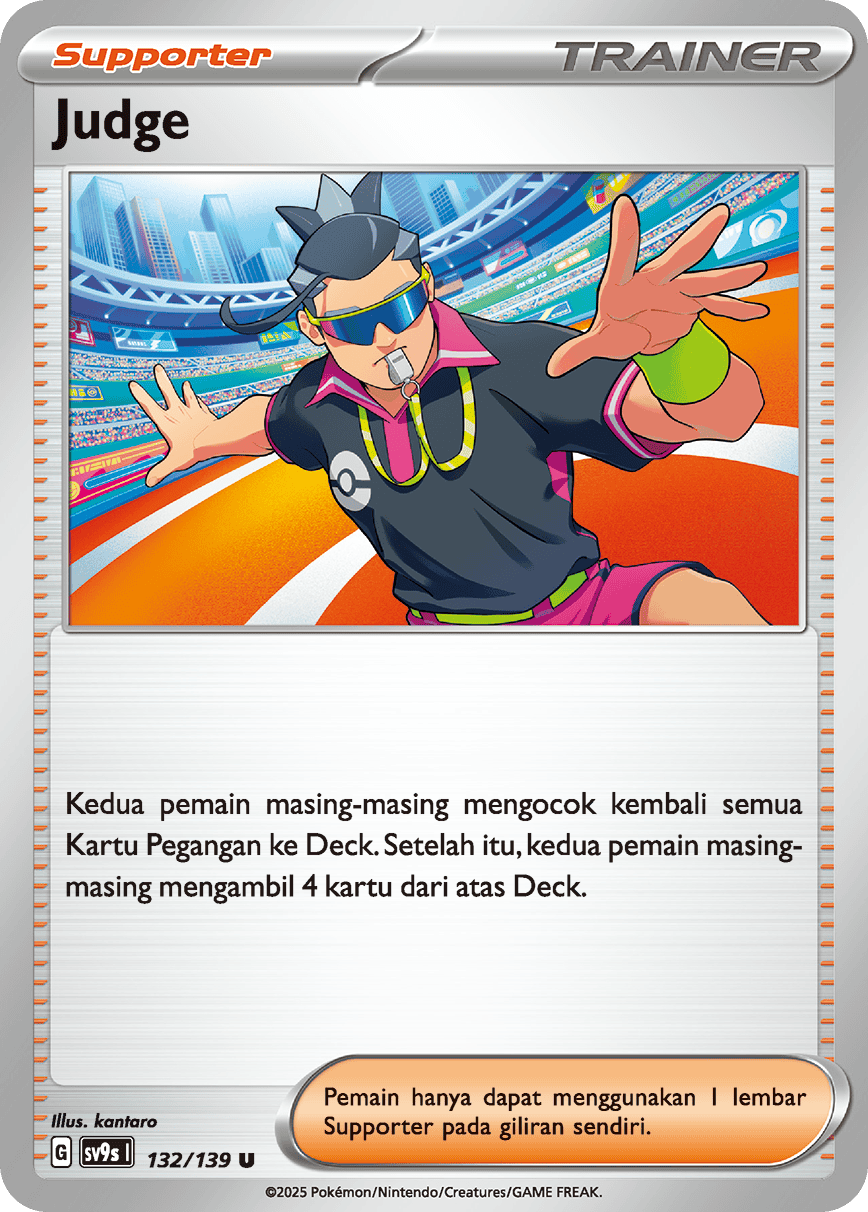 Supporter
TRAINER
Judge
Kedua pemain masing-masing mengocok kembali semua
Kartu Pegangan ke Deck. Setelah itu, kedua pemain masing-
masing mengambil 4 kartu dari atas Deck.
Pemain hanya dapat menggunakan 1 lembar
Supporter pada giliran sendiri.
Illus. kantaro
G sv9s I 132/139 U
©2025 Pokémon/Nintendo/Creatures/GAME FREAK.